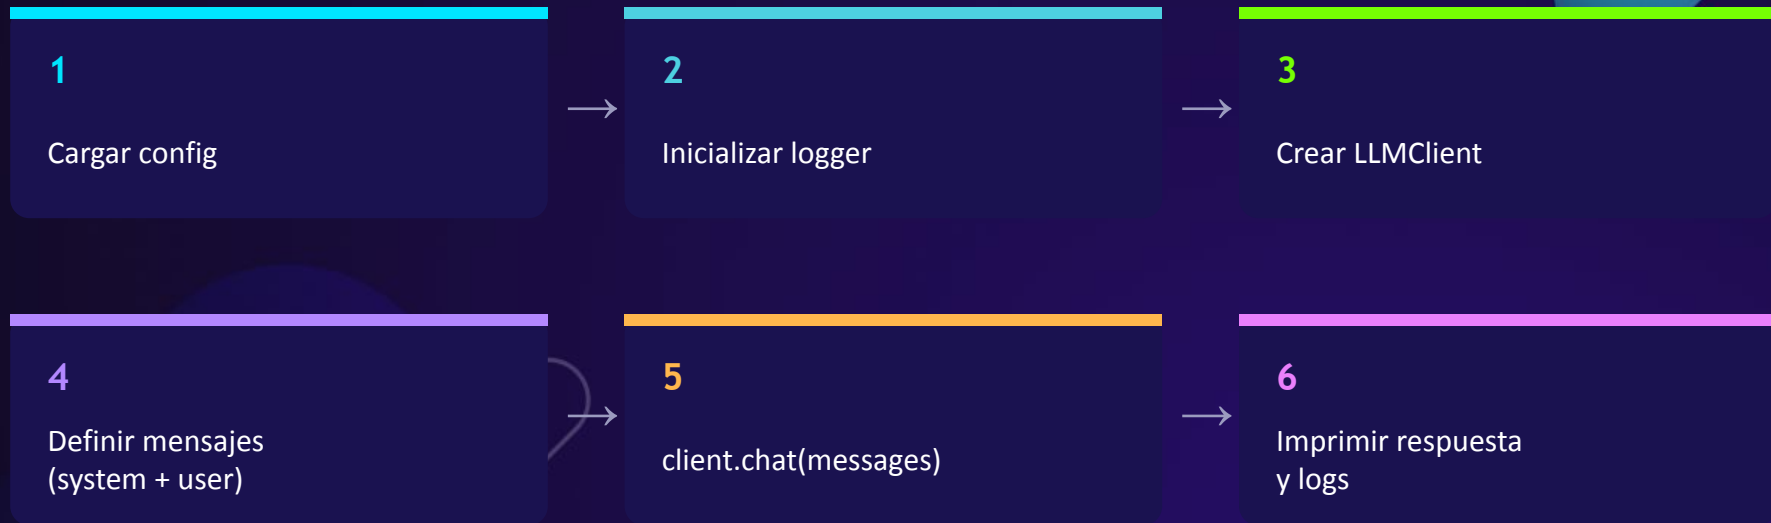 1
Cargar config
→
2
Inicializar logger
→
3
Crear LLMClient
4
Definir mensajes
(system + user)
→
5
client.chat(messages)
→
6
Imprimir respuesta
y logs